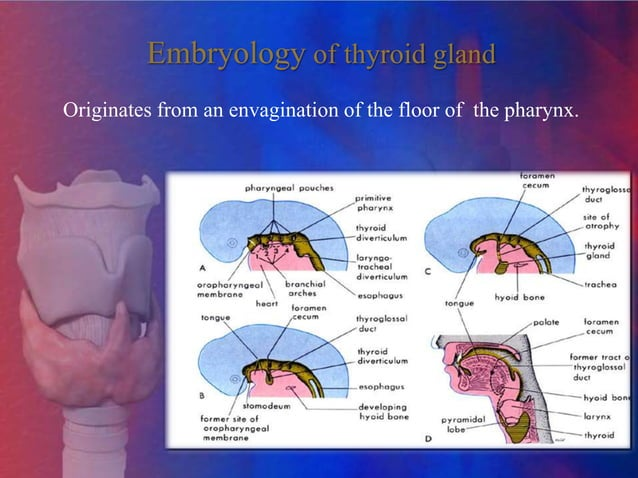 Embryology of thyroid gland
Originates from an envagination of the floor of the pharynx.
pharyngeal pouches
primitive
pharynx
thyroid
diverticulum
laryngo-
tracheal
diverticulum
esophagus
A
oropharyngeal
membrane
heart
branchial
arches
1
2
3
foramen
cecum
thyroglossal
duct
site of
atrophy
thyroid
gland
trachea
hyoid bone
tongue
C
tongue
foramen
cecum
thyroglossal
duct
thyroid
diverticulum
esophagus
developing
hyoid bone
B
stomodeum
former site of
oropharyngeal
membrane
palate
foramen
cecum
former tract o
thyroglossal
duct
hyoid bone
larynx
thyroid
pyramidal
lobe
D